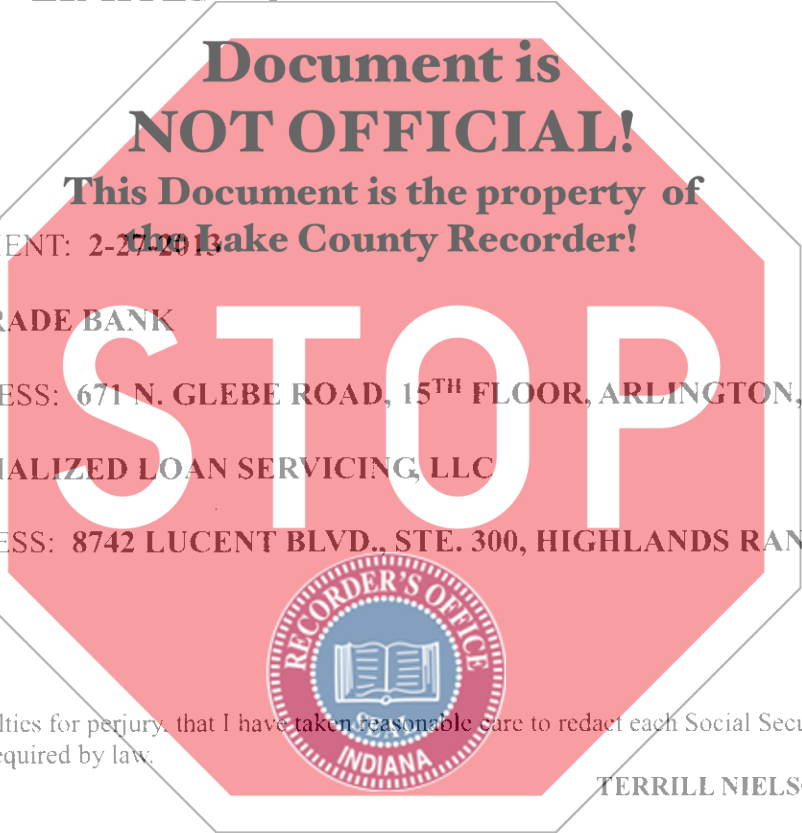 Document is
NOT OFFICIAL!
This Document is the property of
the Lake County Recorder!
ENT: 2-27-2013
RADE BANK
ESS: 671 N. GLEBE ROAD, 15TH FLOOR, ARLINGTON,
STOP
IALIZED LOAN SERVICING, LLC
ESS: 8742 LUCENT BLVD., STE. 300, HIGHLANDS RAN
RECORDER'S OFFICE
SEAL
INDIANA
lties for perjury, that I have taken reasonable care to redact each Social Secu
equired by law.
TERRILL NIELS